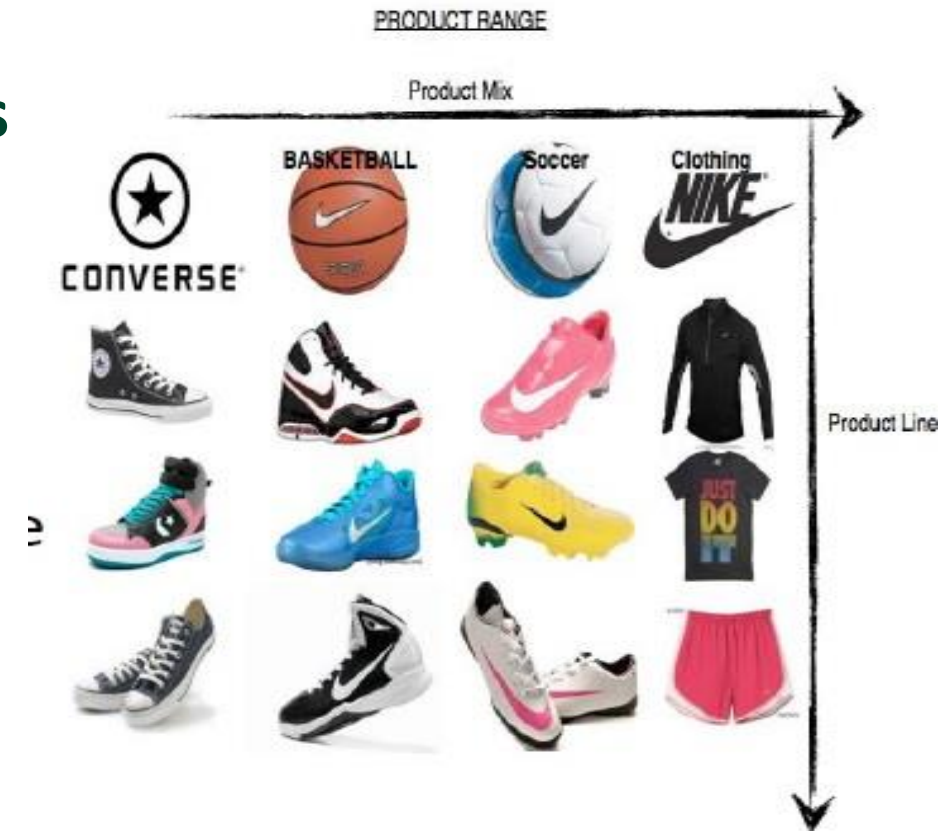 PRODUCT RANGE
Product Mix
s
BASKETBALL
Soccer
Clothing
NIKE
CONVERSE
Product Line
e
JUST
DO
IT